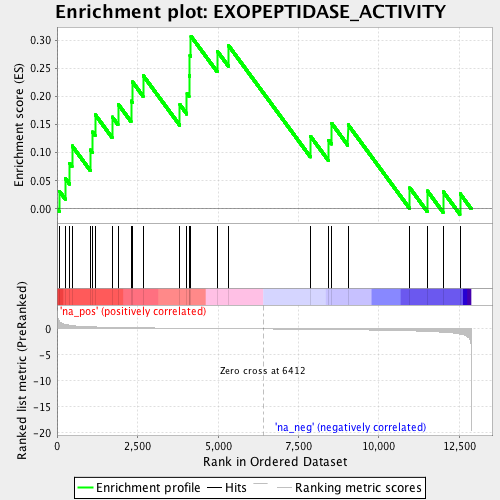 Enrichment plot: EXOPEPTIDASE_ACTIVITY
Enrichment score (ES)
0.30
0.25
0.20
0.15
0.10
0.05
0.00
'na_pos' (positively correlated)
Ranked list metric (PreRanked)
0
-5
-10
-15
-20
Zero cross at 6412
'na_neg' (negatively correlated)
0
2,500
5,000
7,500
10,000
12,500
Rank in Ordered Dataset
Enrichment profile
Hits
Ranking metric scores